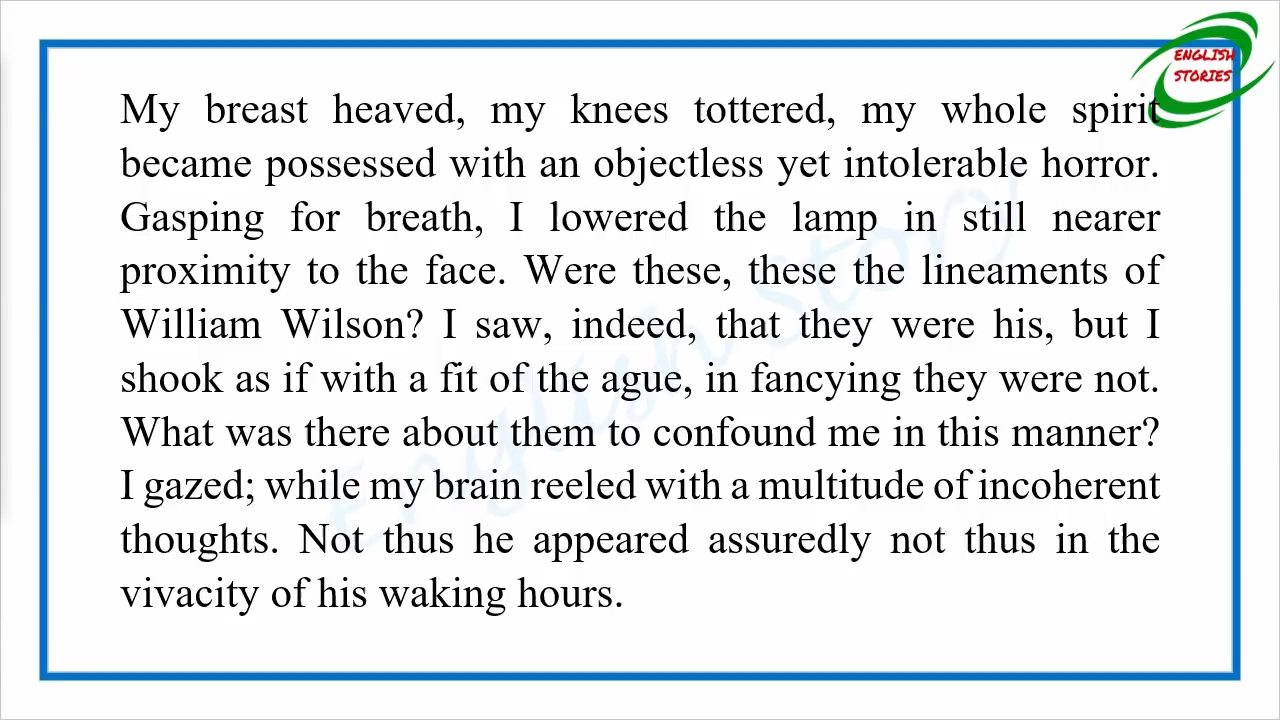 ENGLISH
STORIES
My breast heaved, my knees tottered, my whole spirit
became possessed with an objectless yet intolerable horror.
Gasping for breath, I lowered the lamp in still nearer
proximity to the face. Were these, these the lineaments of
William Wilson? I saw, indeed, that they were his, but I
shook as if with a fit of the ague, in fancying they were not.
What was there about them to confound me in this manner?
I gazed; while my brain reeled with a multitude of incoherent
thoughts. Not thus he appeared assuredly not thus in the
vivacity of his waking hours.
English Story